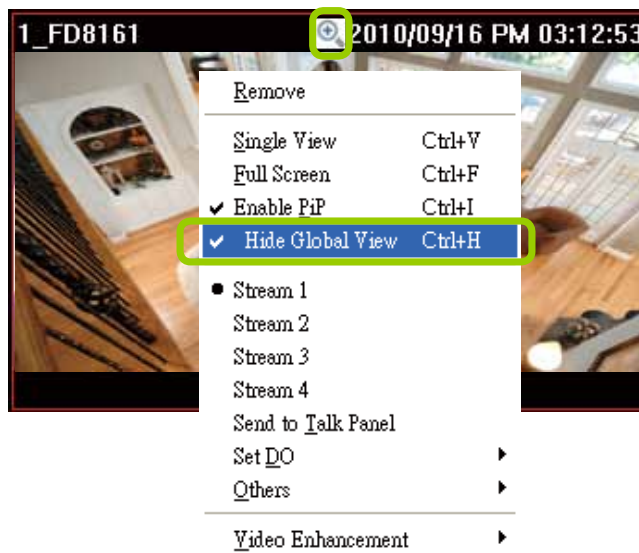 1_FD8161 2010/09/16 PM 03:12:53
Remove
Single View Ctrl+V
Full Screen Ctrl+F
Enable PiP Ctrl+I
Hide Global View Ctrl+H
Stream 1
Stream 2
Stream 3
Stream 4
Send to Talk Panel
Set DO
Others
Video Enhancement